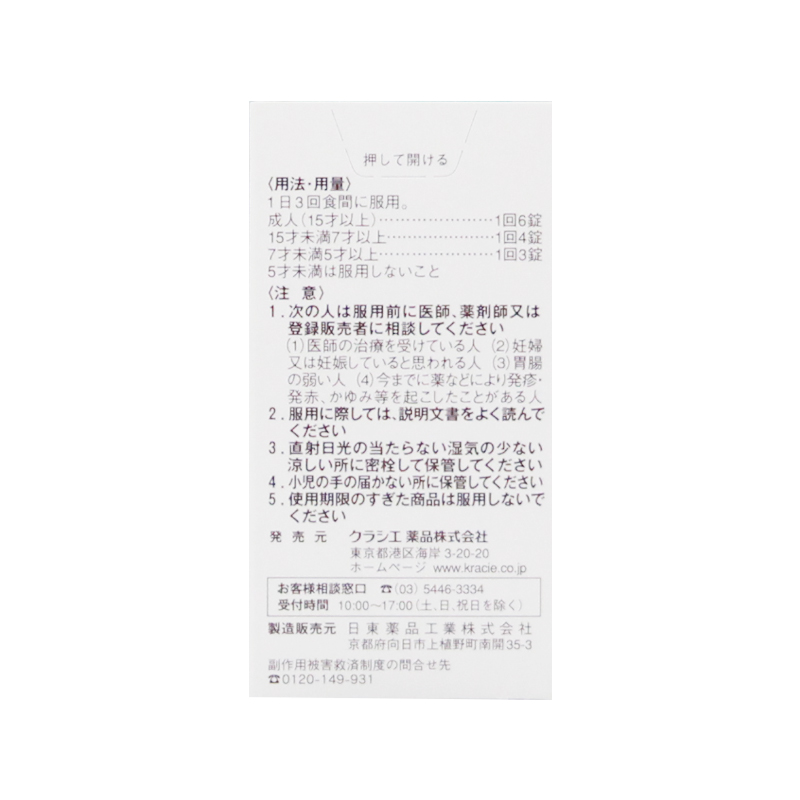 押して開ける
〈用法・用量〉
1日3回食間に服用。
成人(15才以上)………………1回6錠
15才未満7才以上………………1回4錠
7才未満5才以上………………1回3錠
5才未満は服用しないこと
〈注 意〉
1. 次の人は服用前に医師、薬剤師又は
登録販売者に相談してください
(1)医師の治療を受けている人 (2)妊婦
又は妊娠していると思われる人 (3)胃腸
の弱い人 (4)今までに薬などにより発疹・
発赤、かゆみ等を起こしたことがある人
2. 服用に際しては、説明文書をよく読んで
ください
3. 直射日光の当たらない湿気の少ない
涼しい所に密栓して保管してください
4. 小児の手の届かない所に保管してください
5. 使用期限のすぎた商品は服用しないで
ください
発 売 元 クラシエ薬品株式会社
東京都港区海岸3-20-20
ホームページ www.kracie.co.jp
お客様相談窓口 ☎(03) 5446-3334
受付時間 10:00〜17:00(土,日,祝日を除く)
製造販売元 日東薬品工業株式会社
京都府向日市上植野町南開35-3
副作用被害救済制度の問合せ先
☎0120-149-931